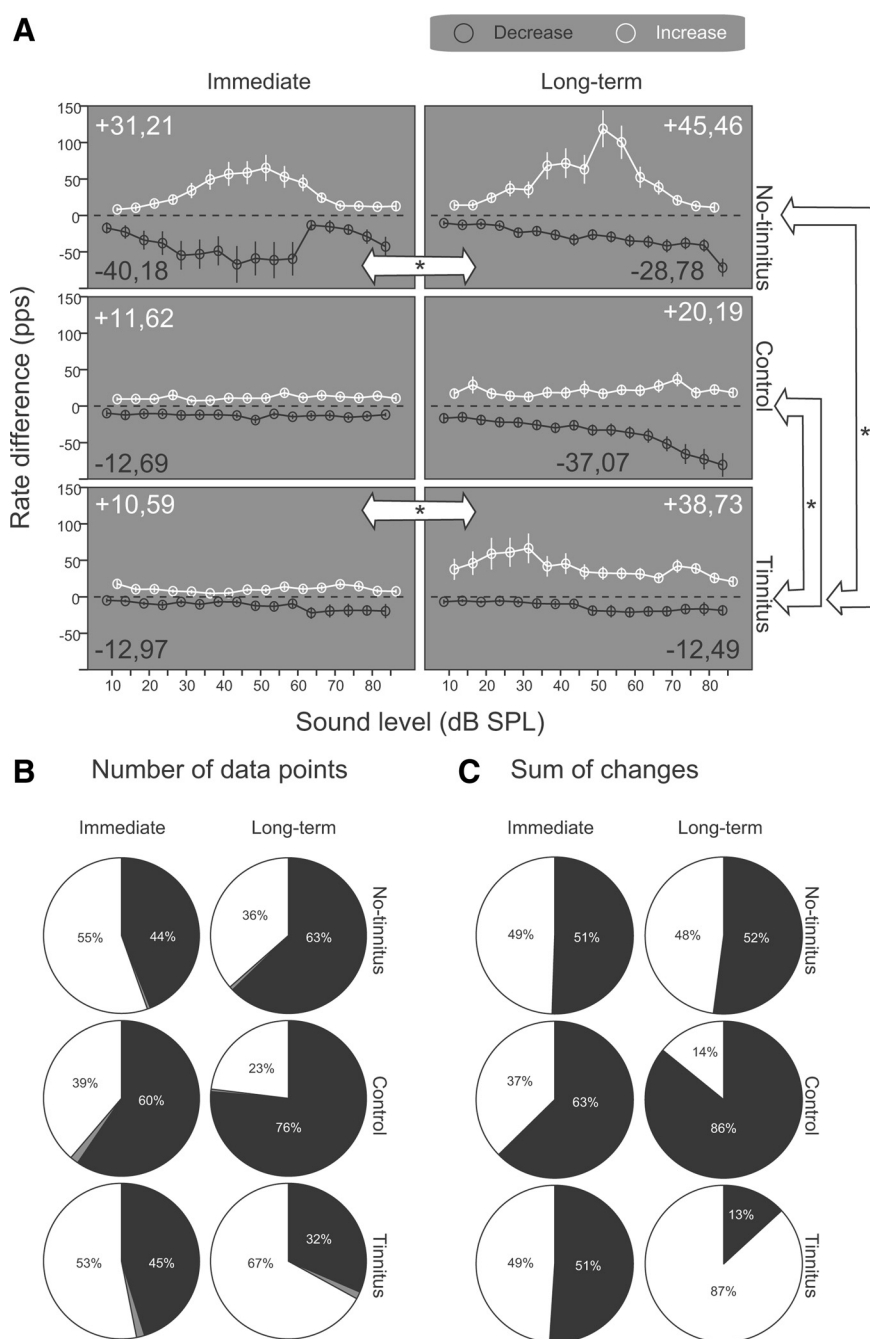 A
Decrease Increase
Immediate Long-term
Rate difference (pps)
150
100
50
0
-50
+31,21
-40,18
+45,46
-28,78
No-tinnitus
*
150
100
50
0
-50
+11,62
-12,69
+20,19
-37,07
Control
150
100
50
0
-50
+10,59
-12,97
+38,73
-12,49
Tinnitus
*
*
*
10 20 30 40 50 60 70 80 10 20 30 40 50 60 70 80
Sound level (dB SPL)
B Number of data points
Immediate Long-term
55% 44% 36% 63% No-tinnitus
39% 60% 23% 76% Control
53% 45% 67% 32% Tinnitus
C Sum of changes
Immediate Long-term
49% 51% 48% 52% No-tinnitus
37% 63% 14% 86% Control
49% 51% 87% 13% Tinnitus